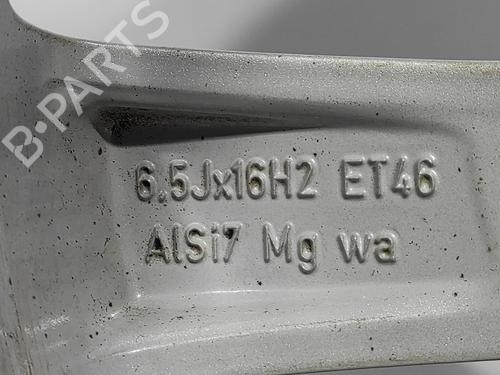 B-PARTS
6.5Jx16H2 ET46
AlSi7 Mg wa